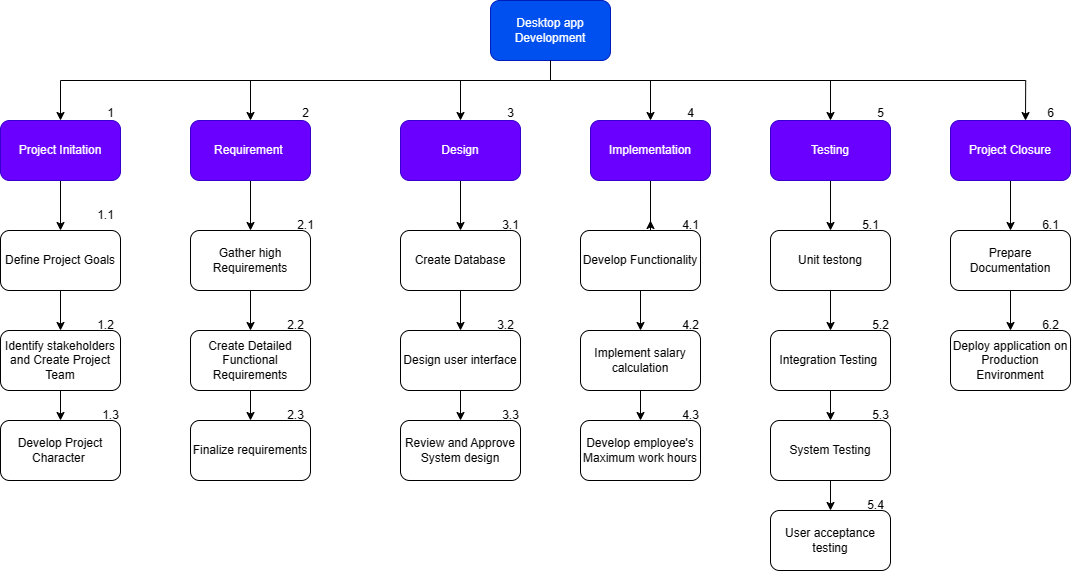 Desktop app
Development
1
2
3
4
5
6
Project Initation
Requirement
Design
Implementation
Testing
Project Closure
1.1
2.1
3.1
4.1
5.1
6.1
Define Project Goals
Gather high
Requirements
Create Database
Develop Functionality
Unit testong
Prepare
Documentation
1.2
2.2
3.2
4.2
5.2
6.2
Identify stakeholders
and Create Project
Team
Create Detailed
Functional
Requirements
Design user interface
Implement salary
calculation
Integration Testing
Deploy application on
Production
Environment
1.3
2.3
3.3
4.3
5.3
Develop Project
Character
Finalize requirements
Review and Approve
System design
Develop employee's
Maximum work hours
System Testing
5.4
User acceptance
testing